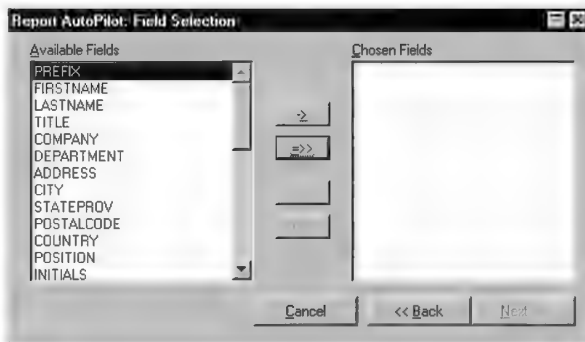 Report AutoPilot: Field Selection
Available Fields
PREFIX
FIRSTNAME
LASTNAME
TITLE
COMPANY
DEPARTMENT
ADDRESS
CITY
STATEPROV
POSTALCODE
COUNTRY
POSITION
INITIALS
->
=>>
Chosen Fields
Cancel
<< Back
Next